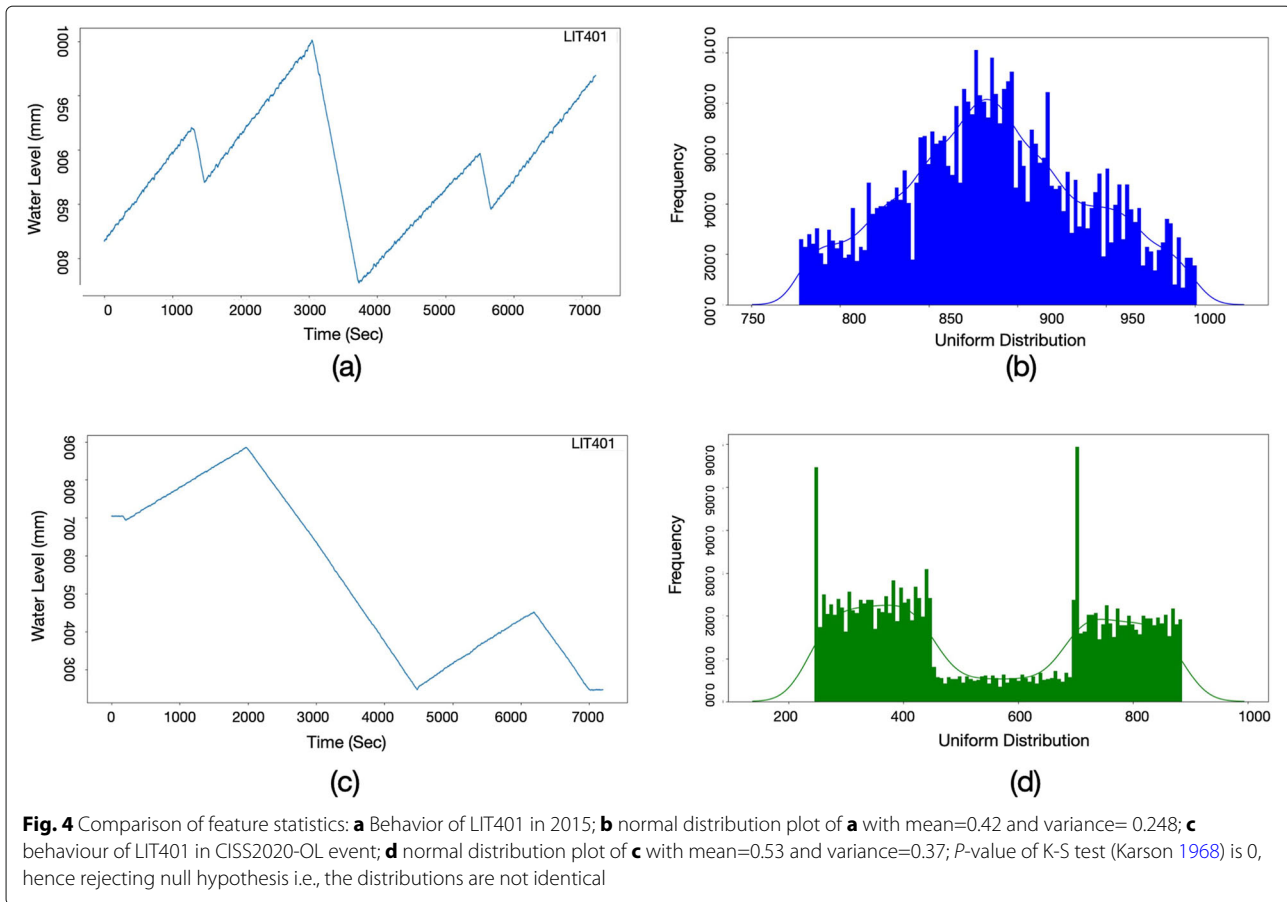 LIT401
Water Level (mm)
1000
950
900
850
800
0 1000 2000 3000 4000 5000 6000 7000
Time (Sec)
(a)
Frequency
0.010
0.008
0.006
0.004
0.002
0.00
750 800 850 900 950 1000
Uniform Distribution
(b)
LIT401
Water Level (mm)
900
800
700
600
500
400
300
0 1000 2000 3000 4000 5000 6000 7000
Time (Sec)
(c)
Frequency
0.006
0.005
0.004
0.003
0.002
0.001
0.00
200 400 600 800 1000
Uniform Distribution
(d)
Fig. 4 Comparison of feature statistics: a Behavior of LIT401 in 2015; b normal distribution plot of a with mean=0.42 and variance= 0.248; c
behaviour of LIT401 in CISS2020-OL event; d normal distribution plot of c with mean=0.53 and variance=0.37; P-value of K-S test (Karson 1968) is 0,
hence rejecting null hypothesis i.e., the distributions are not identical